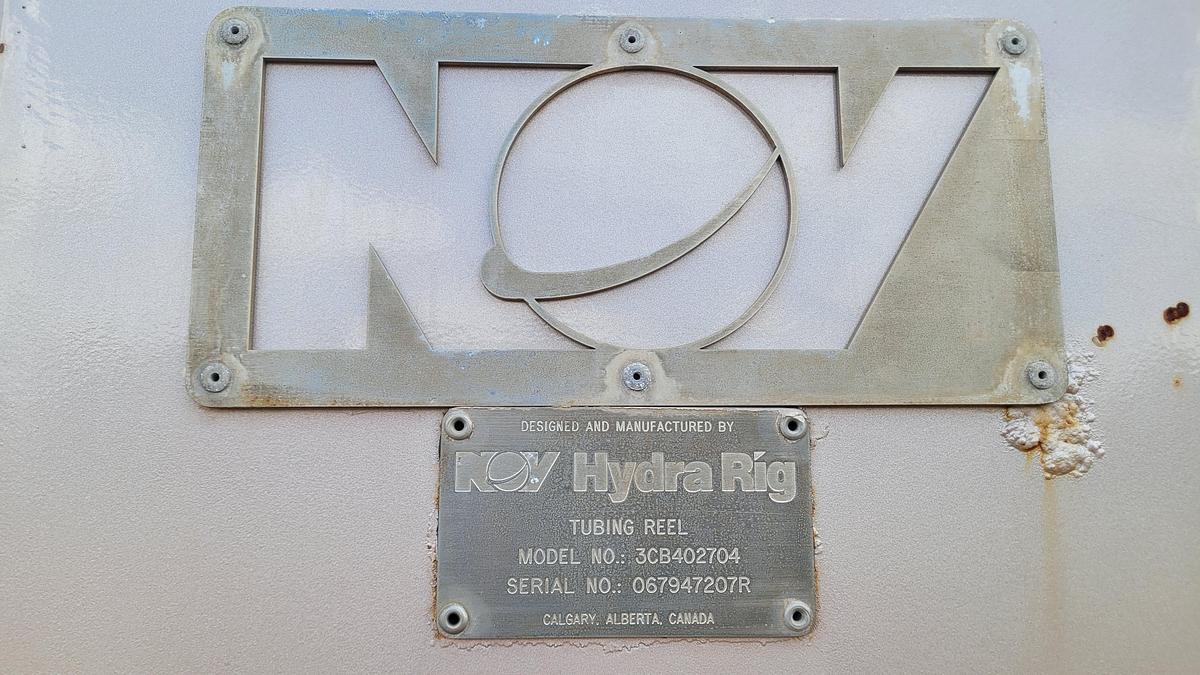 NOV
DESIGNED AND MANUFACTURED BY
NOV Hydra Rig
TUBING REEL
MODEL NO.: 3CB402704
SERIAL NO.: 067947207R
CALGARY, ALBERTA, CANADA